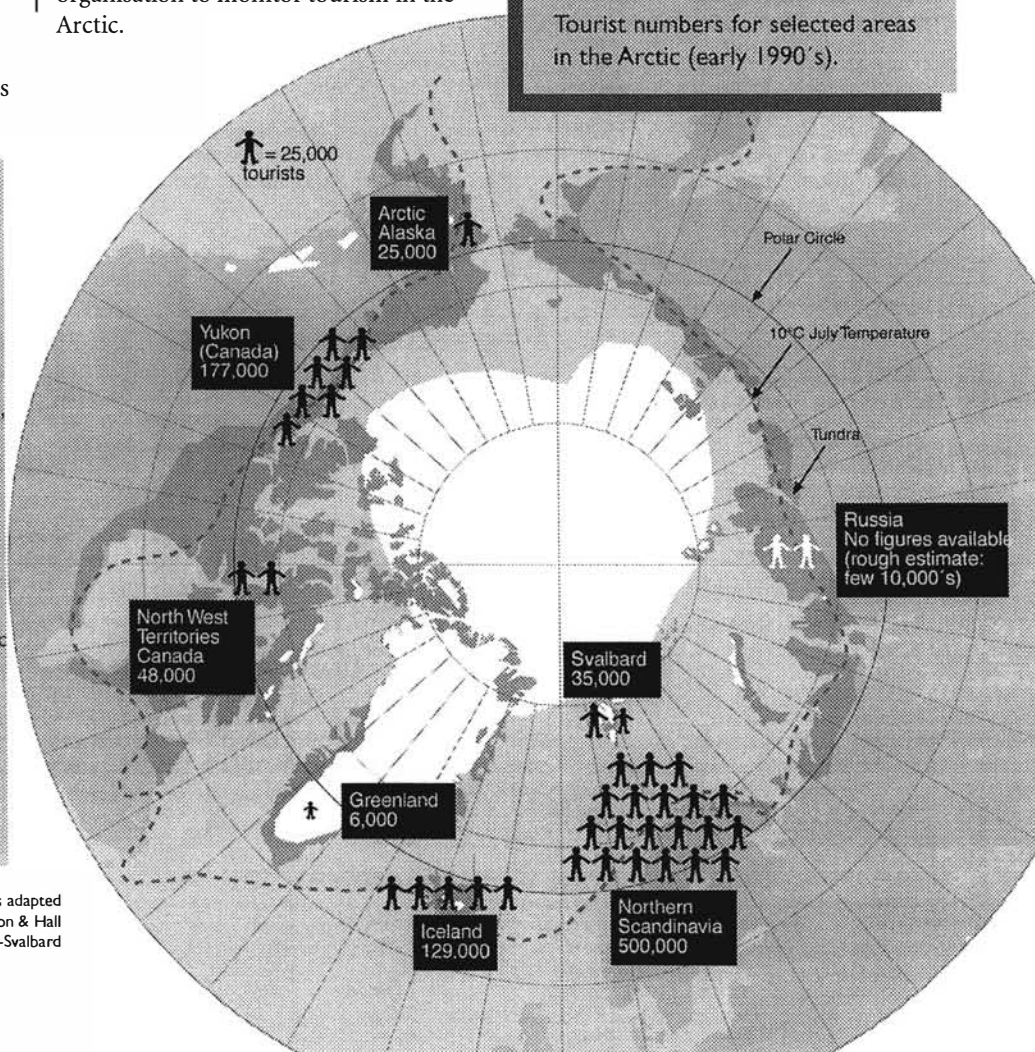 organisation to monitor tourism in the
Arctic.
s
Tourist numbers for selected areas
in the Arctic (early 1990´s).
= 25,000
tourists
Arctic
Alaska
25,000
Polar Circle
Yukon
(Canada)
177,000
10°C July Temperature
Tundra
Russia
No figures available
(rough estimate:
few 10,000´s)
North West
Territories
Canada
48,000
Svalbard
35,000
Greenland
6,000
s adapted
on & Hall
-Svalbard
Iceland
129.000
Northern
Scandinavia
500,000